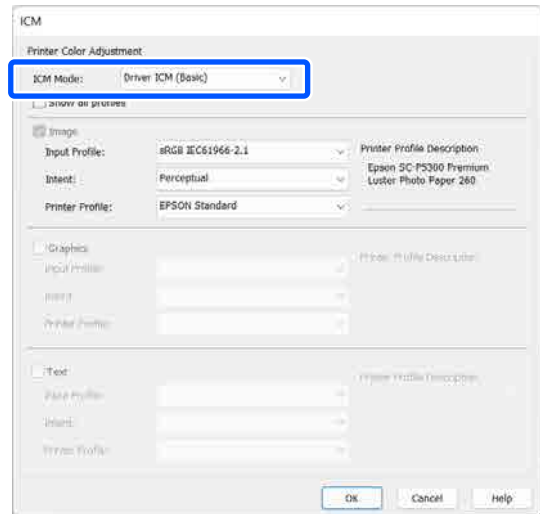 ICM
Printer Color Adjustment
ICM Mode: Driver ICM (Basic)
Show all profiles
Image
Input Profile: sRGB IEC61966-2.1
Printer Profile Description
Epson SC-P5300 Premium
Luster Photo Paper 260
Intent: Perceptual
Printer Profile: EPSON Standard
Graphics
Input Profile:
Printer Profile Description
Intent:
Printer Profile:
Text
Input Profile:
Printer Profile Description
Intent:
Printer Profile:
OK Cancel Help